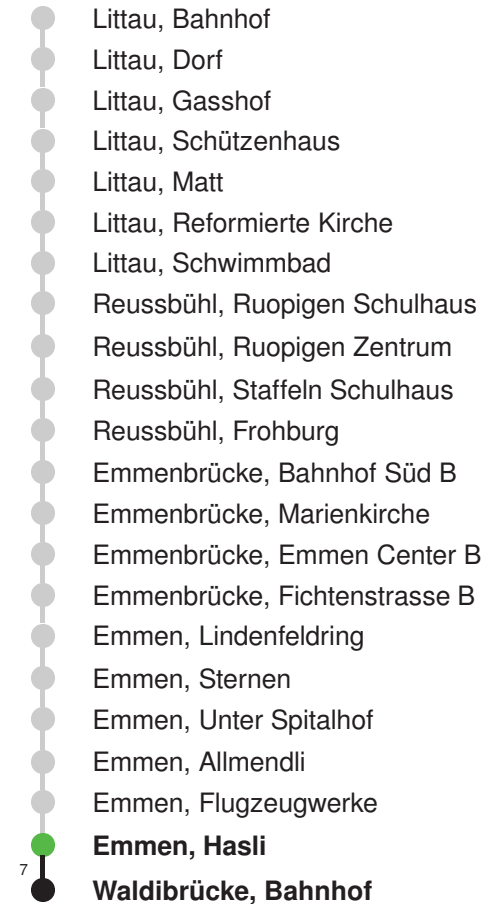 Littau, Bahnhof
Littau, Dorf
Littau, Gasshof
Littau, Schützenhaus
Littau, Matt
Littau, Reformierte Kirche
Littau, Schwimmbad
Reussbühl, Ruopigen Schulhaus
Reussbühl, Ruopigen Zentrum
Reussbühl, Staffeln Schulhaus
Reussbühl, Frohburg
Emmenbrücke, Bahnhof Süd B
Emmenbrücke, Marienkirche
Emmenbrücke, Emmen Center B
Emmenbrücke, Fichtenstrasse B
Emmen, Lindenfeldring
Emmen, Sternen
Emmen, Unter Spitalhof
Emmen, Allmendli
Emmen, Flugzeugwerke
Emmen, Hasli
7
Waldibrücke, Bahnhof